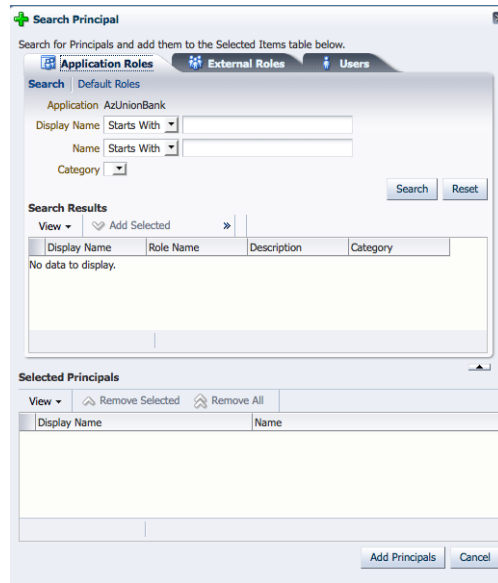 Search Principal
Search for Principals and add them to the Selected Items table below.
Application Roles External Roles Users
Search Default Roles
Application AzUnionBank
Display Name Starts With
Name Starts With
Category
Search Reset
Search Results
View Add Selected »
Display Name Role Name Description Category
No data to display.
Selected Principals
View Remove Selected Remove All
Display Name Name
Add Principals Cancel